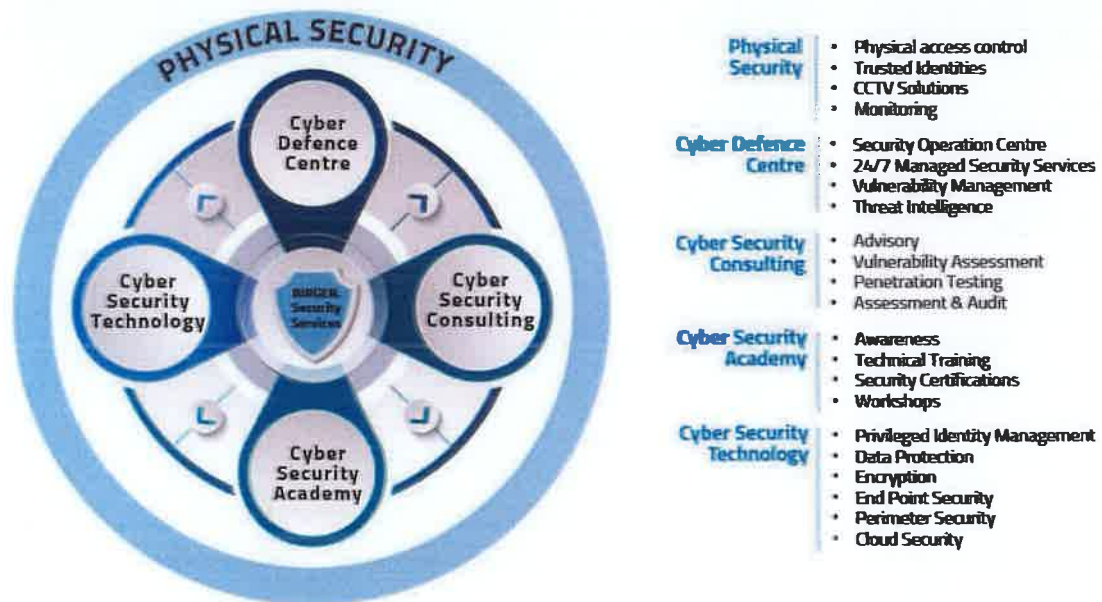 PHYSICAL SECURITY
Cyber
Defence
Centre
Cyber
Security
Technology
BIRGER.
Security
Services
Cyber
Security
Consulting
Cyber
Security
Academy
Physical
Security
• Physical access control
• Trusted Identities
• CCTV Solutions
• Monitoring
Cyber Defence
Centre
• Security Operation Centre
• 24/7 Managed Security Services
• Vulnerability Management
• Threat Intelligence
Cyber Security
Consulting
• Advisory
• Vulnerability Assessment
• Penetration Testing
• Assessment & Audit
Cyber Security
Academy
• Awareness
• Technical Training
• Security Certifications
• Workshops
Cyber Security
Technology
• Privileged Identity Management
• Data Protection
• Encryption
• End Point Security
• Perimeter Security
• Cloud Security